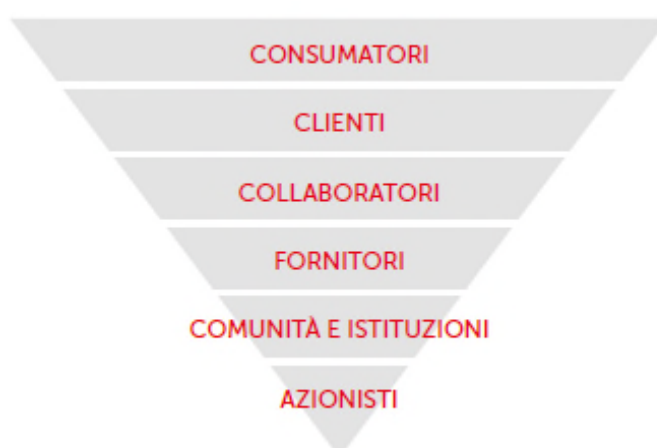 CONSUMATORI
CLIENTI
COLLABORATORI
FORNITORI
COMUNITÀ E ISTITUZIONI
AZIONISTI